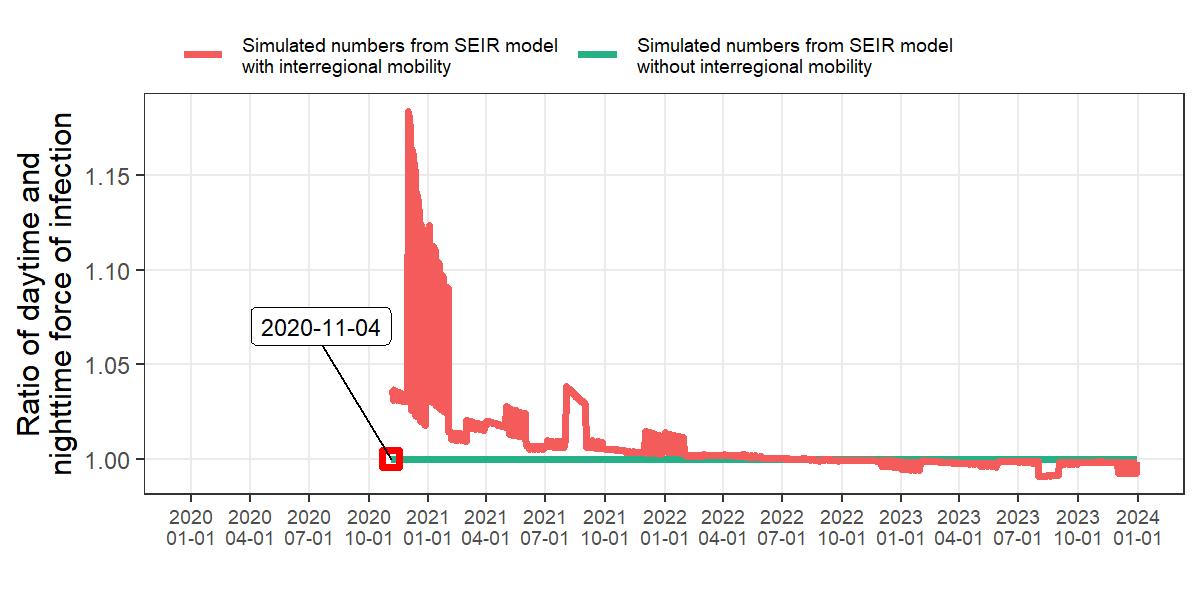 Simulated numbers from SEIR model
with interregional mobility
Simulated numbers from SEIR model
without interregional mobility
Ratio of daytime and
nighttime force of infection
1.15
1.10
1.05
1.00
2020-11-04
2020 2020 2020 2020 2021 2021 2021 2021 2022 2022 2022 2022 2023 2023 2023 2023 2024
01-01 04-01 07-01 10-01 01-01 04-01 07-01 10-01 01-01 04-01 07-01 10-01 01-01 04-01 07-01 10-01 01-01